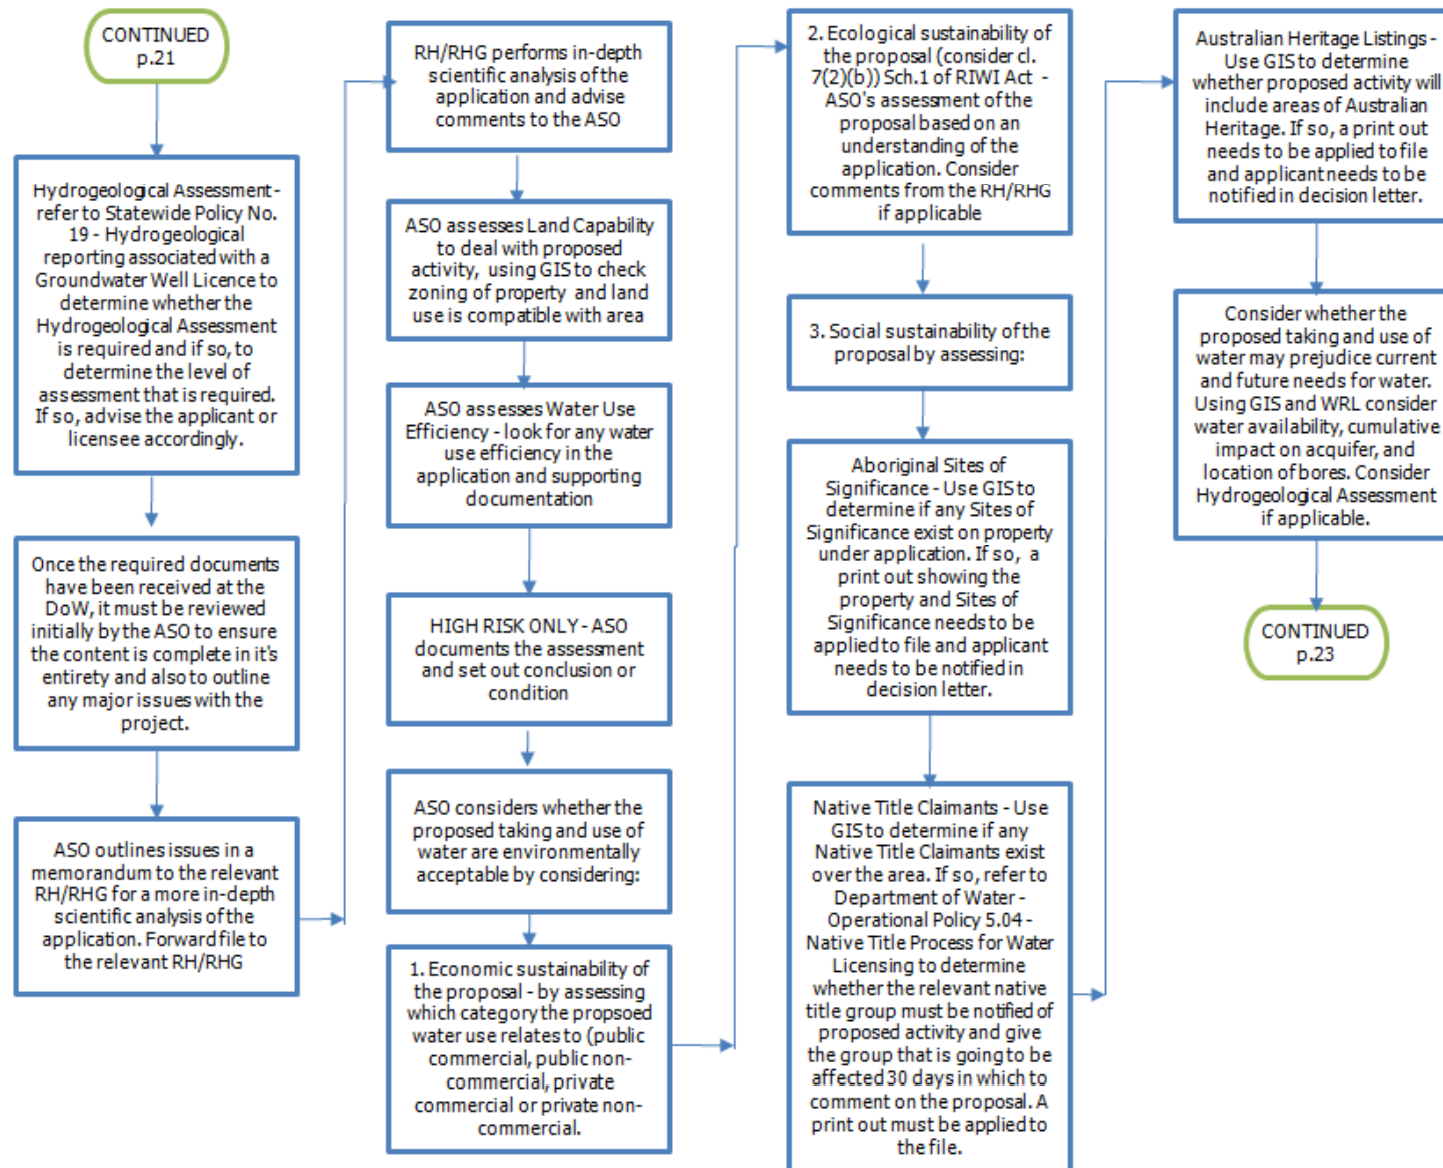 CONTINUED
p.21
Hydrogeological Assessment-
refer to Statewide Policy No.
19 - Hydrogeological
reporting associated with a
Groundwater Well Licence to
determine whether the
Hydrogeological Assessment
is required and if so, to
determine the level of
assessment that is required.
If so, advise the applicant or
licensee accordingly.
Once the required documents
have been received at the
DoW, it must be reviewed
initially by the ASO to ensure
the content is complete in it's
entirety and also to outline
any major issues with the
project.
ASO outlines issues in a
memorandum to the relevant
RH/RHG for a more in-depth
scientific analysis of the
application. Forward file to
the relevant RH/RHG
RH/RHG performs in-depth
scientific analysis of the
application and advise
comments to the ASO
ASO assesses Land Capability
to deal with proposed
activity, using GIS to check
zoning of property and land
use is compatible with area
ASO assesses Water Use
Efficiency - look for any water
use efficiency in the
application and supporting
documentation
HIGH RISK ONLY - ASO
documents the assessment
and set out conclusion or
condition
ASO considers whether the
proposed taking and use of
water are environmentally
acceptable by considering:
1. Economic sustainability of
the proposal - by assessing
which category the propsoed
water use relates to (public
commercial, public non-
commercial, private
commercial or private non-
commercial.
2. Ecological sustainability of
the proposal (consider cl.
7(2)(b)) Sch.1 of RIWI Act -
ASO's assessment of the
proposal based on an
understanding of the
application. Consider
comments from the RH/RHG
if applicable
3. Social sustainability of the
proposal by assessing:
Aboriginal Sites of
Significance - Use GIS to
determine if any Sites of
Significance exist on property
under application. If so, a
print out showing the
property and Sites of
Significance needs to be
applied to file and applicant
needs to be notified in
decision letter.
Native Title Claimants - Use
GIS to determine if any
Native Title Claimants exist
over the area. If so, refer to
Department of Water -
Operational Policy 5.04 -
Native Title Process for Water
Licensing to determine
whether the relevant native
title group must be notified of
proposed activity and give
the group that is going to be
affected 30 days in which to
comment on the proposal. A
print out must be applied to
the file.
Australian Heritage Listings -
Use GIS to determine
whether proposed activity will
include areas of Australian
Heritage. If so, a print out
needs to be applied to file
and applicant needs to be
notified in decision letter.
Consider whether the
proposed taking and use of
water may prejudice current
and future needs for water.
Using GIS and WRL consider
water availability, cumulative
impact on acquifer, and
location of bores. Consider
Hydrogeological Assessment
if applicable.
CONTINUED
p.23